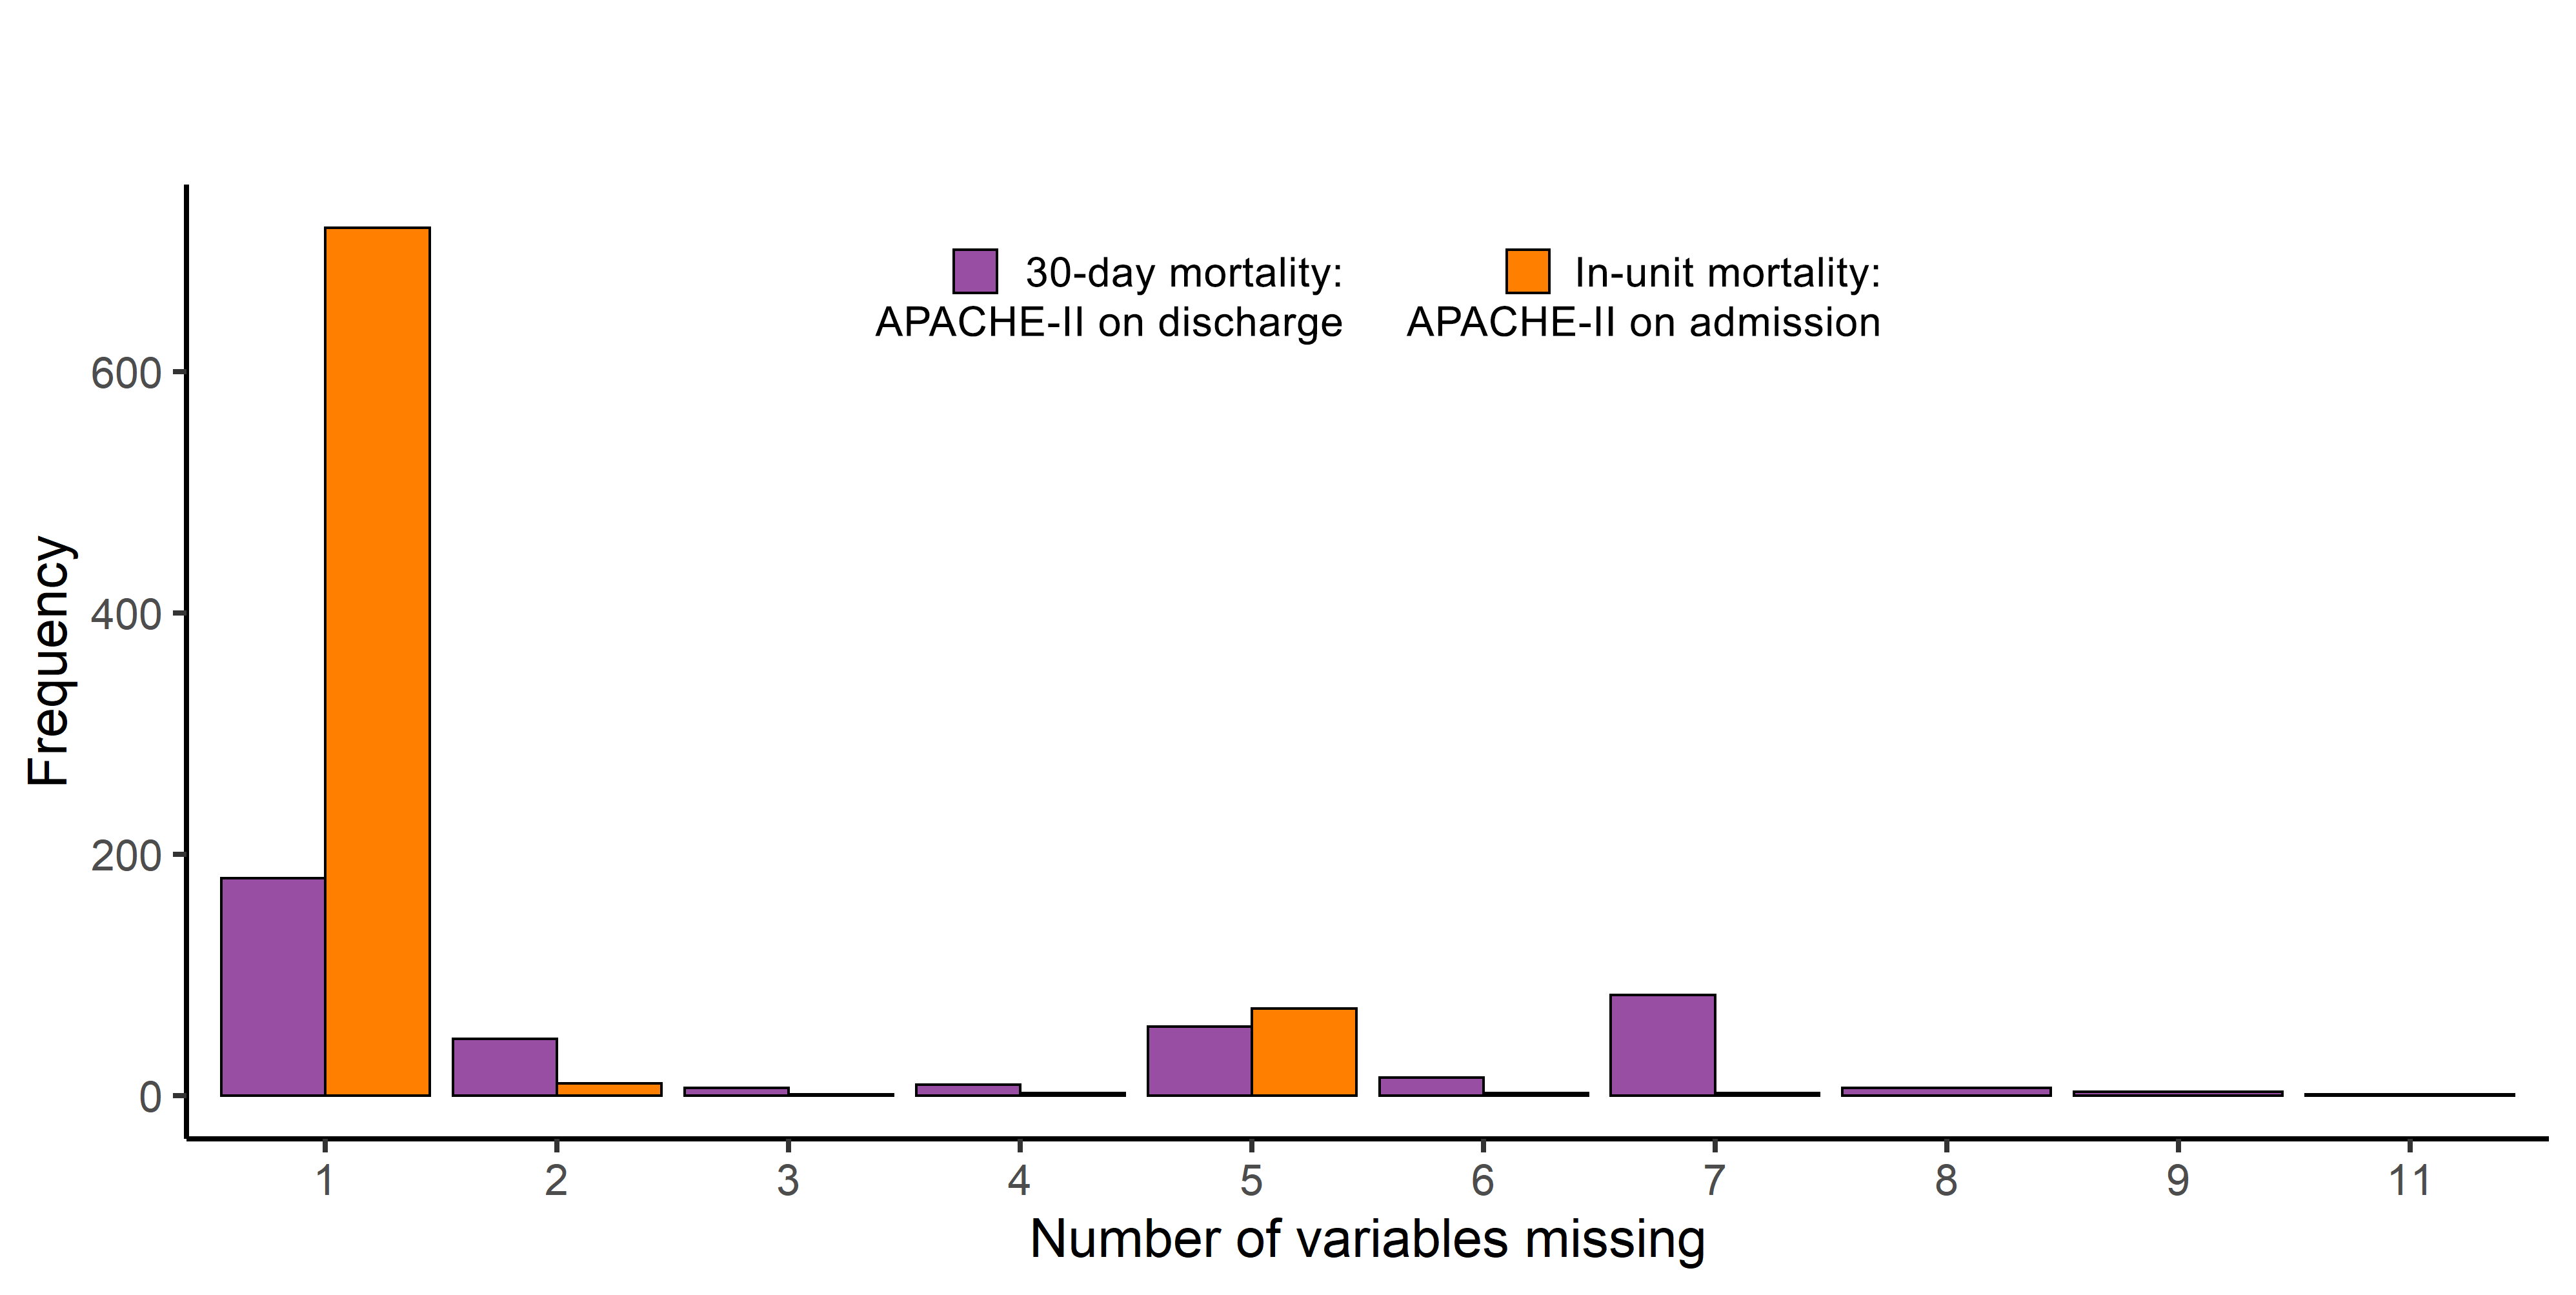 30-day mortality:
APACHE-II on discharge
In-unit mortality:
APACHE-II on admission
Frequency
600
400
200
0
1 2 3 4 5 6 7 8 9 11
Number of variables missing